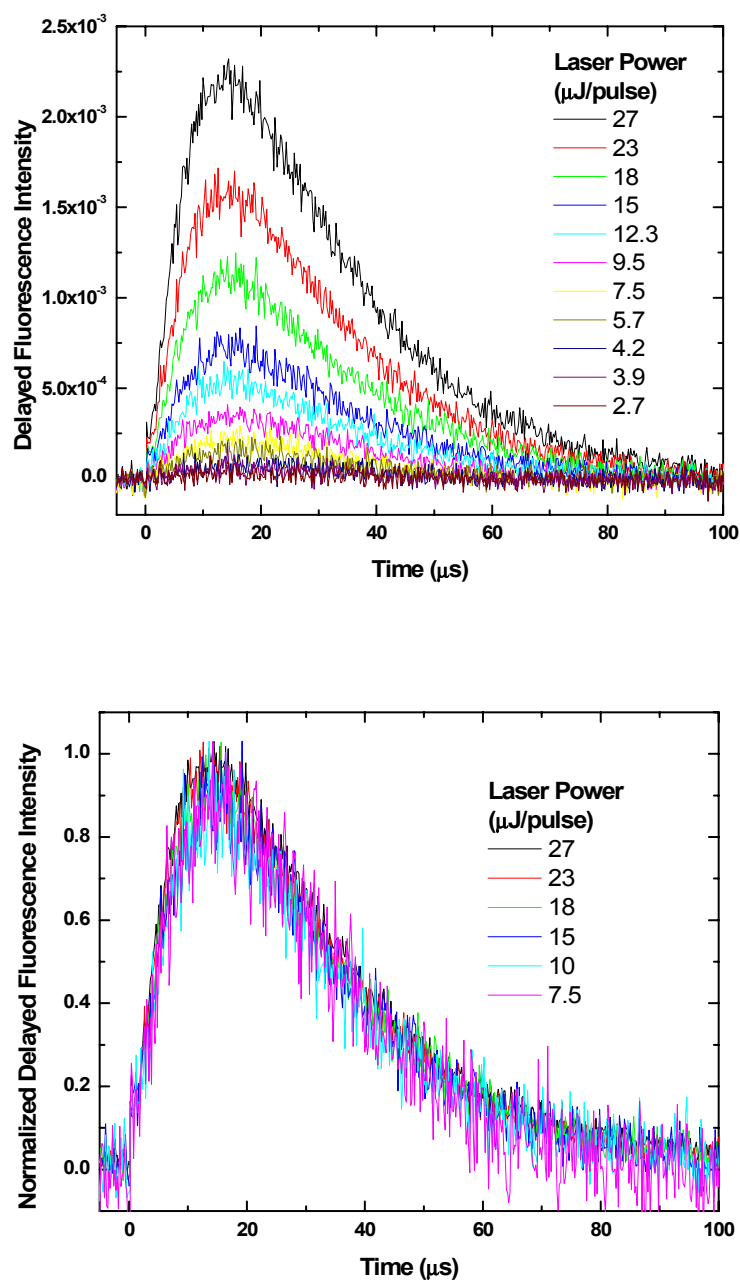 2.5x10-3
2.0x10-3
1.5x10-3
1.0x10-3
5.0x10-4
0.0
Delayed Fluorescence Intensity
Laser Power
(μJ/pulse)
27
23
18
15
12.3
9.5
7.5
5.7
4.2
3.9
2.7
0 20 40 60 80 100
Time (μs)
1.0
0.8
0.6
0.4
0.2
0.0
Normalized Delayed Fluorescence Intensity
Laser Power
(μJ/pulse)
27
23
18
15
10
7.5
0 20 40 60 80 100
Time (μs)